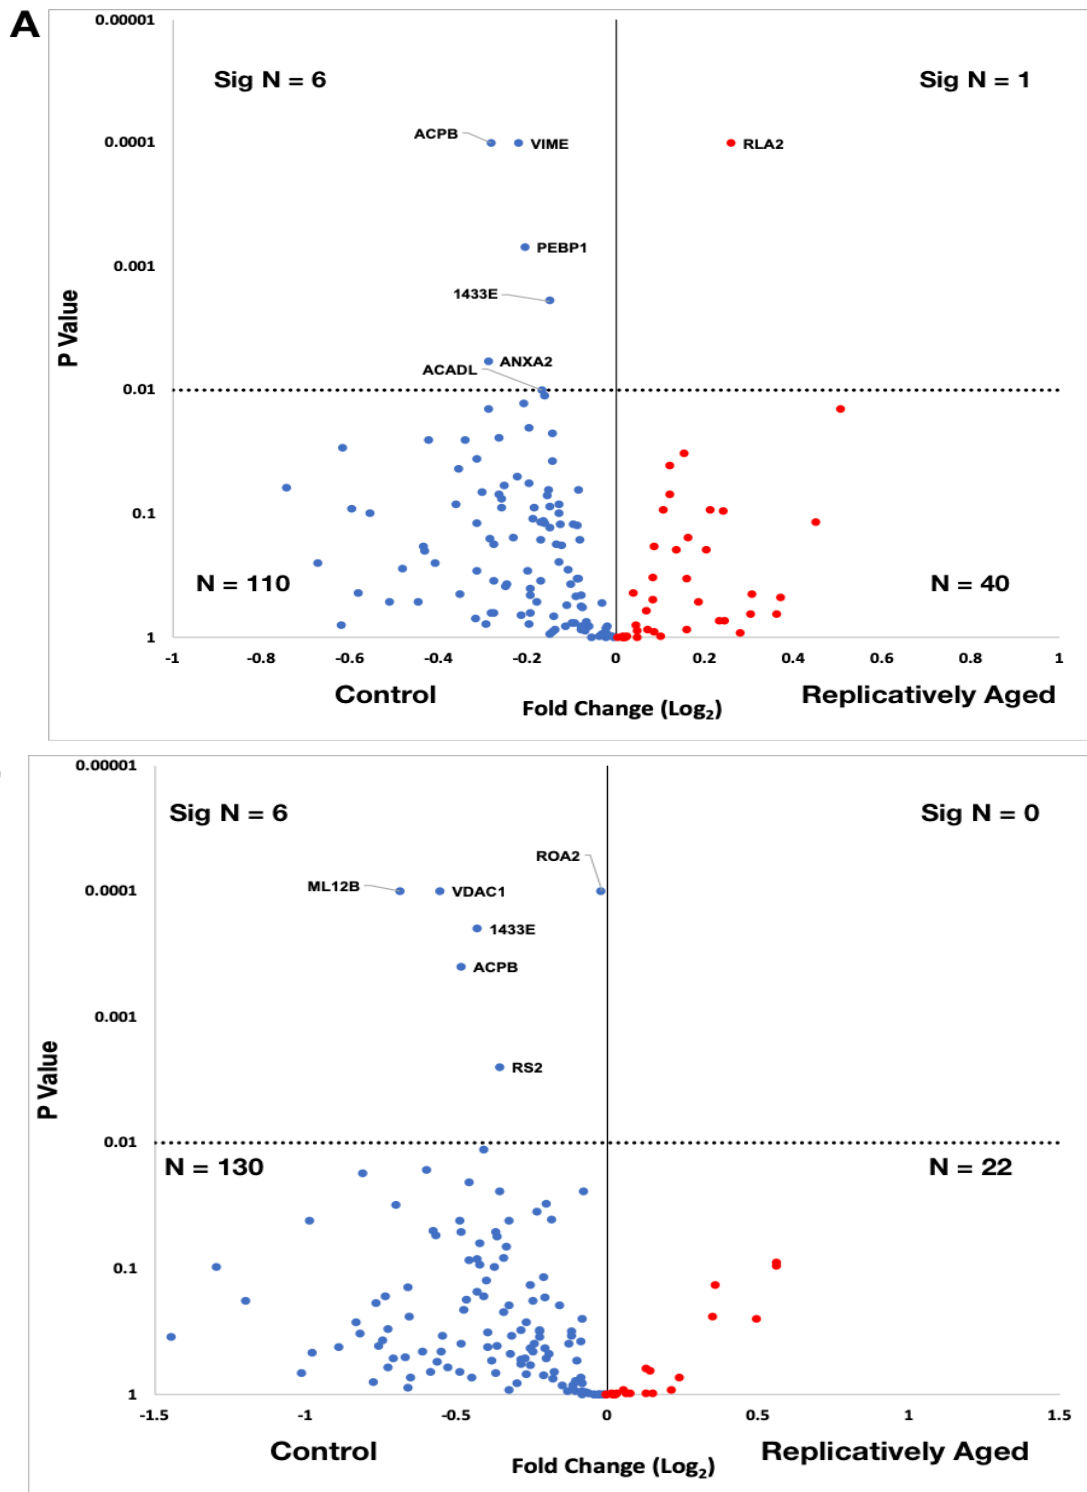 A
0.00001
Sig N = 6
Sig N = 1
ACPB
0.0001
VIME
RLA2
PEBP1
0.001
1433E
P Value
ANXA2
ACADL
0.01
0.1
N = 110
N = 40
1
-1
-0.8
-0.6
-0.4
-0.2
0
0.2
0.4
0.6
0.8
1
Control
Fold Change (Log₂)
Replicatively Aged
0.00001
Sig N = 6
Sig N = 0
ROA2
ML12B
0.0001
VDAC1
1433E
ACPB
0.001
P Value
RS2
0.01
N = 130
N = 22
0.1
1
-1.5
-1
-0.5
0
0.5
1
1.5
Control
Fold Change (Log₂)
Replicatively Aged